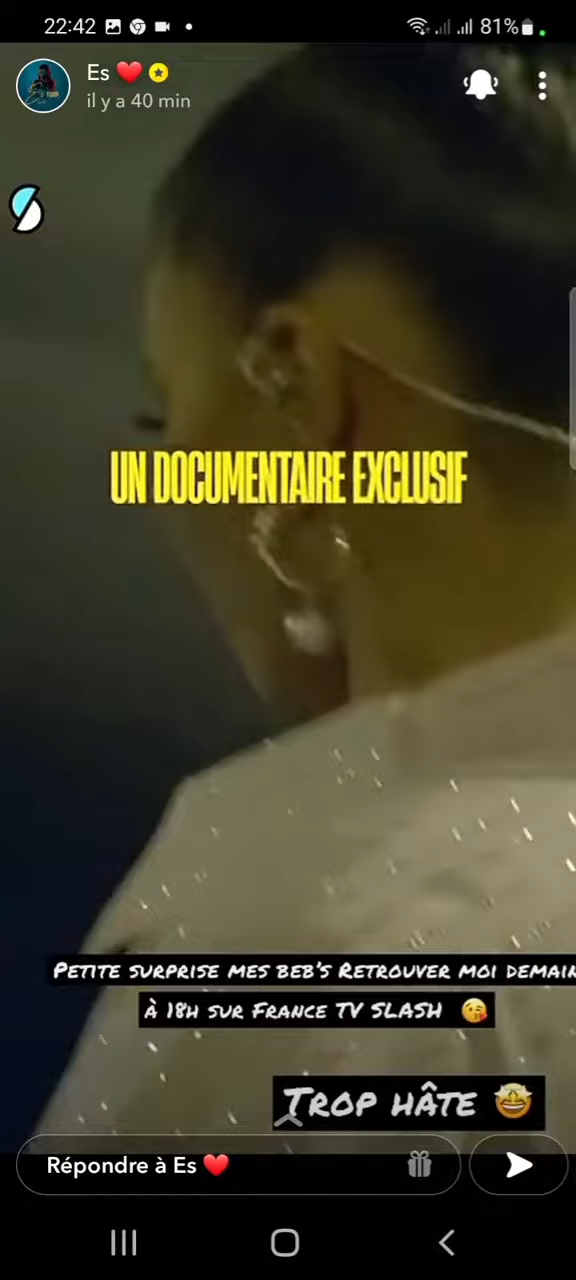 22:42
81%
Es ❤️
il y a 40 min
UN DOCUMENTAIRE EXCLUSIF
PETITE SURPRISE MES BEB'S RETROUVER MOI DEMAIN
À 18H SUR FRANCE TV SLASH 😘
TROP HÂTE 🤩
Répondre à Es ❤️